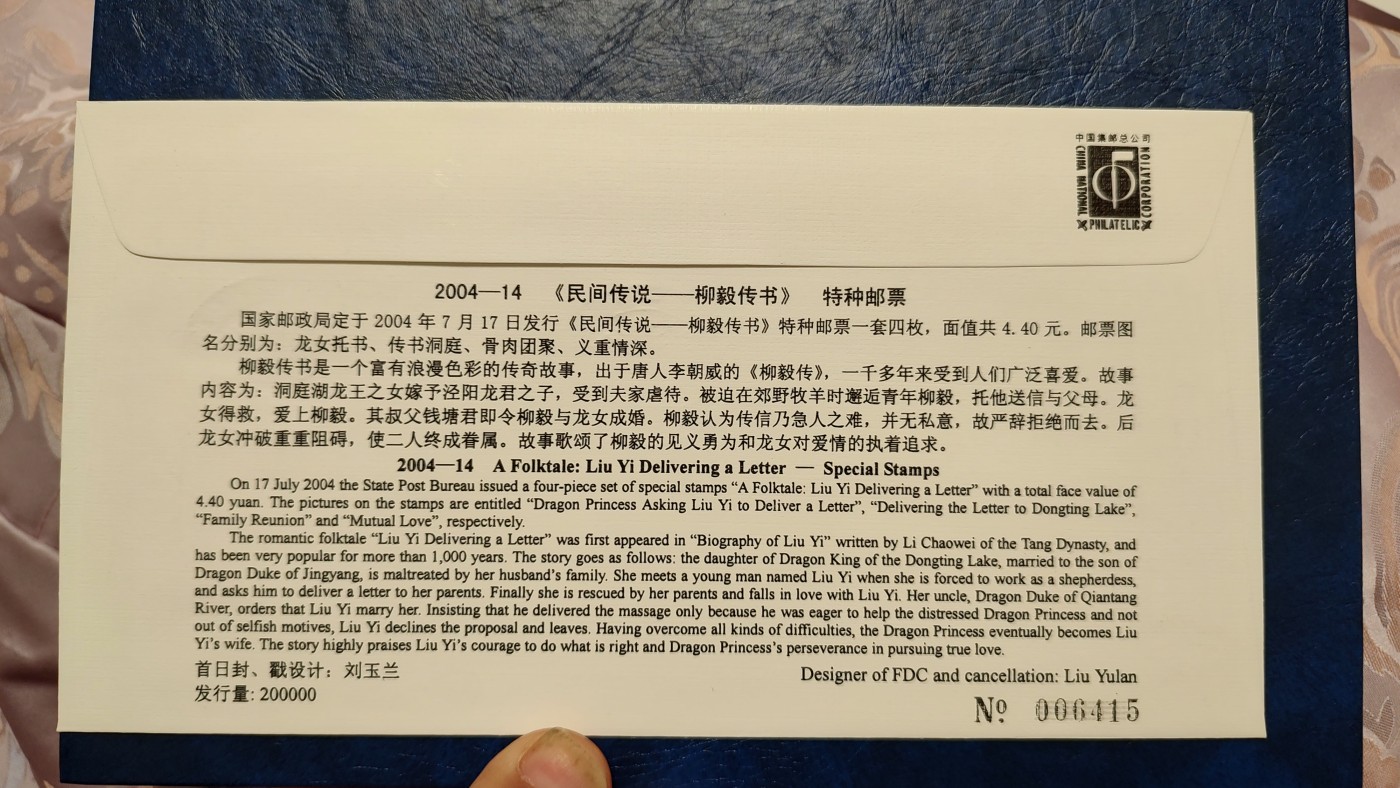 中国集邮总公司
CHINA NATIONAL
PHILATELIC
CORPORATION
2004—14 《民间传说——柳毅传书》 特种邮票
国家邮政局定于 2004 年 7 月 17 日发行《民间传说——柳毅传书》特种邮票一套四枚，面值共 4.40 元。邮票图
名分别为：龙女托书、传书洞庭、骨肉团聚、义重情深。
柳毅传书是一个富有浪漫色彩的传奇故事，出于唐人李朝威的《柳毅传》，一千多年来受到人们广泛喜爱。故事
内容为：洞庭湖龙王之女嫁予泾阳龙君之子，受到夫家虐待。被迫在郊野牧羊时邂逅青年柳毅，托他送信与父母。龙
女得救，爱上柳毅。其叔父钱塘君即令柳毅与龙女成婚。柳毅认为传信乃急人之难，并无私意，故严辞拒绝而去。后
龙女冲破重重阻碍，使二人终成眷属。故事歌颂了柳毅的见义勇为和龙女对爱情的执着追求。
2004—14 A Folktale: Liu Yi Delivering a Letter — Special Stamps
On 17 July 2004 the State Post Bureau issued a four-piece set of special stamps “A Folktale: Liu Yi Delivering a Letter” with a total face value of
4.40 yuan. The pictures on the stamps are entitled “Dragon Princess Asking Liu Yi to Deliver a Letter”, “Delivering the Letter to Dongting Lake”,
“Family Reunion” and “Mutual Love”, respectively.
The romantic folktale “Liu Yi Delivering a Letter” was first appeared in “Biography of Liu Yi” written by Li Chaowei of the Tang Dynasty, and
has been very popular for more than 1,000 years. The story goes as follows: the daughter of Dragon King of the Dongting Lake, married to the son of
Dragon Duke of Jingyang, is maltreated by her husband’s family. She meets a young man named Liu Yi when she is forced to work as a shepherdess,
and asks him to deliver a letter to her parents. Finally she is rescued by her parents and falls in love with Liu Yi. Her uncle, Dragon Duke of Qiantang
River, orders that Liu Yi marry her. Insisting that he delivered the massage only because he was eager to help the distressed Dragon Princess and not
out of selfish motives, Liu Yi declines the proposal and leaves. Having overcome all kinds of difficulties, the Dragon Princess eventually becomes Liu
Yi’s wife. The story highly praises Liu Yi’s courage to do what is right and Dragon Princess’s perseverance in pursuing true love.
首日封、戳设计：刘玉兰
Designer of FDC and cancellation: Liu Yulan
发行量: 200000
Nº 006415